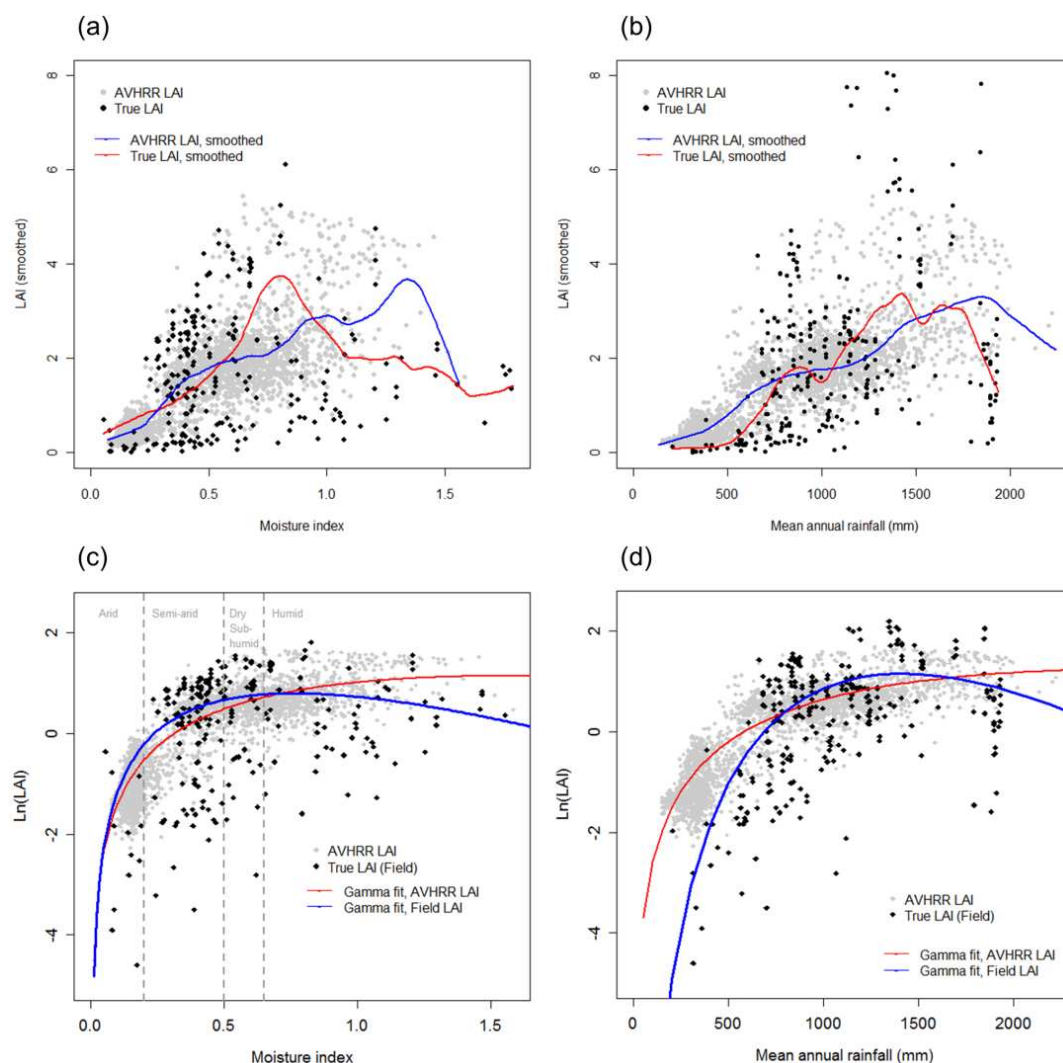 (a)
8
6
4
2
0
LAI (smoothed)
AVHRR LAI
True LAI
AVHRR LAI, smoothed
True LAI, smoothed
0.0 0.5 1.0 1.5
Moisture index
(b)
8
6
4
2
0
LAI (smoothed)
AVHRR LAI
True LAI
AVHRR LAI, smoothed
True LAI, smoothed
0 500 1000 1500 2000
Mean annual rainfall (mm)
(c)
2
0
-2
-4
Ln(LAI)
Arid Semi-arid Dry Humid
Sub-
humid
AVHRR LAI
True LAI (Field)
Gamma fit, AVHRR LAI
Gamma fit, Field LAI
0.0 0.5 1.0 1.5
Moisture index
(d)
2
0
-2
-4
Ln(LAI)
AVHRR LAI
True LAI (Field)
Gamma fit, AVHRR LAI
Gamma fit, Field LAI
0 500 1000 1500 2000
Mean annual rainfall (mm)